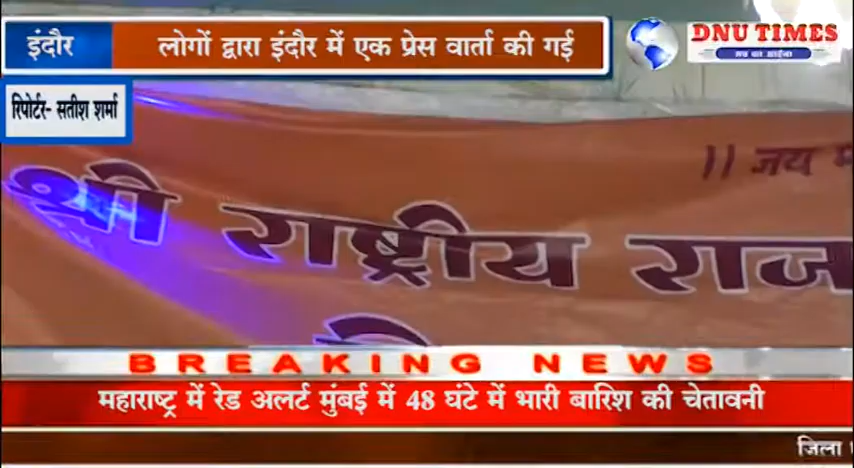 इंदौर
लोगों द्वारा इंदौर में एक प्रेस वार्ता की गई
DNU TIMES
रिपोर्टर- सतीश शर्मा
|| जय
श्री राष्ट्रीय
BREAKING NEWS
महाराष्ट्र में रेड अलर्ट मुंबई में 48 घंटे में भारी बारिश की चेतावनी
जिला